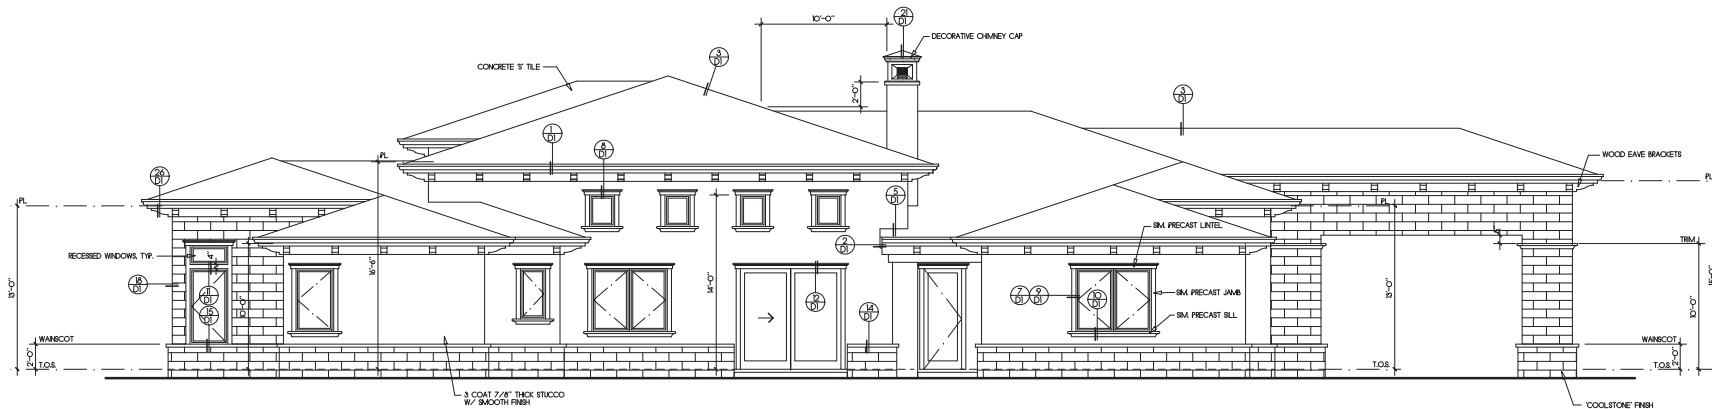 10'-0"
21
D1
DECORATIVE CHIMNEY CAP
CONCRETE 'S' TILE
3
D1
2'-0"
3
D1
1
D1
8
D1
PL.
WOOD EAVE BRACKETS
26
D1
PL.
5
D1
PL.
PL.
SIM. PRECAST LINTEL
2
D1
TRIM
RECESSED WINDOWS, TYP.
4"
18
D1
11
D1
15
D1
13'-0"
10'-0"
16'-6"
14'-0"
12
D1
14
D1
7
D1
9
D1
10
D1
SIM. PRECAST JAMB
SIM. PRECAST SILL
13'-0"
10'-0"
15'-0"
WAINSCOT
2'-0"
T.O.S.
WAINSCOT
2'-0"
T.O.S.
T.O.S.
3 COAT 7/8" THICK STUCCO
W/ SMOOTH FINISH
'COOLSTONE' FINISH